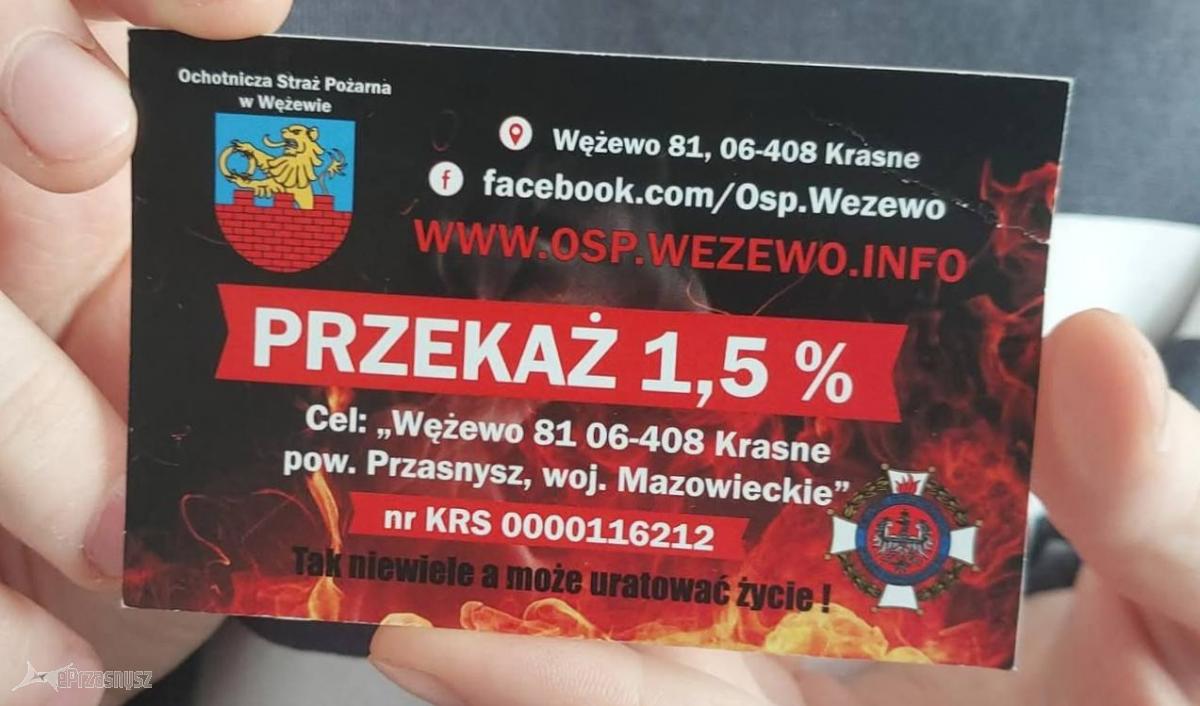 Ochotnicza Straż Pożarna
w Wężewie
Wężewo 81, 06-408 Krasne
facebook.com/Osp.Wezewo
WWW.OSP.WEZEWO.INFO
PRZEKAŻ 1,5 %
Cel: „Wężewo 81 06-408 Krasne
pow. Przasnysz, woj. Mazowieckie”
nr KRS 0000116212
Tak niewiele a może uratować życie !
ePrzasnysz